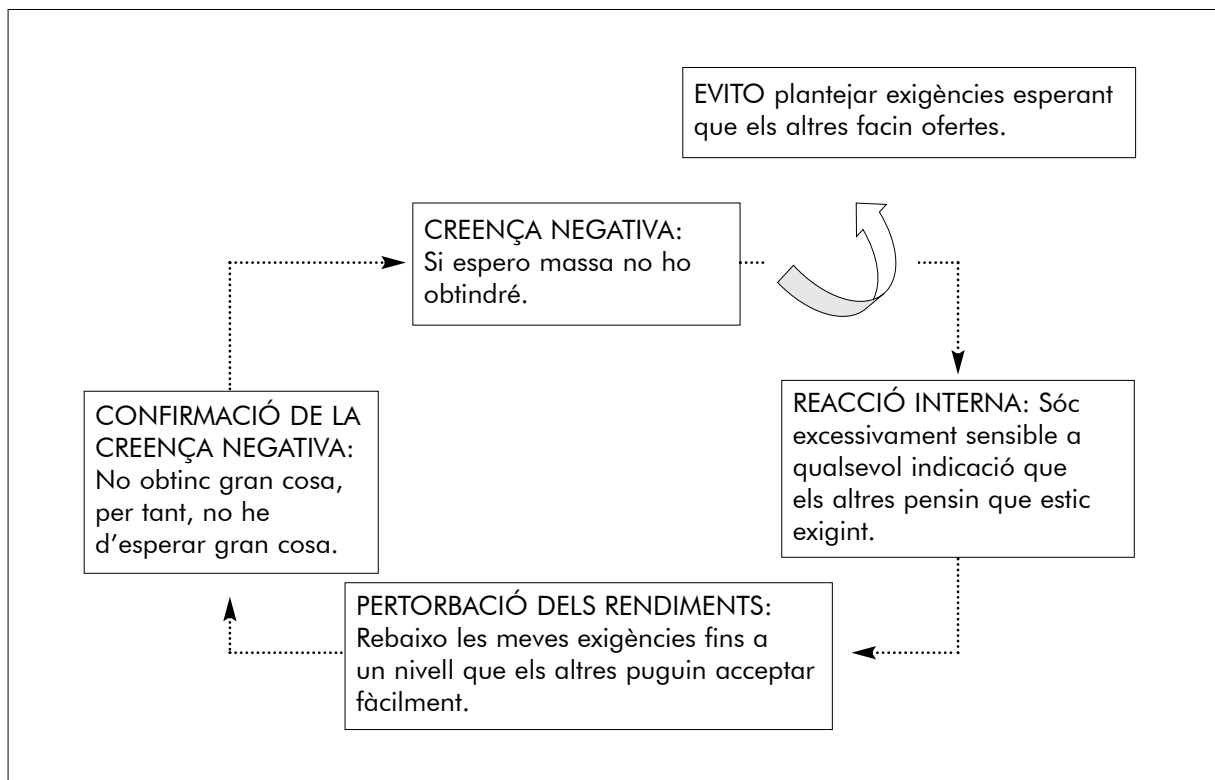 EVITO plantejar exigències esperant
que els altres facin ofertes.
CREENÇA NEGATIVA:
Si espero massa no ho
obtindré.
REACCIÓ INTERNA: Sóc
excessivament sensible a
qualsevol indicació que
els altres pensin que estic
exigint.
PERTORBACIÓ DELS RENDIMENTS:
Rebaixo les meves exigències fins a
un nivell que els altres puguin acceptar
fàcilment.
CONFIRMACIÓ DE LA
CREENÇA NEGATIVA:
No obtinc gran cosa,
per tant, no he
d’esperar gran cosa.